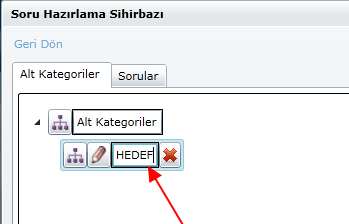 Soru Hazırlama Sihirbazı
Geri Dön
Alt Kategoriler Sorular
Alt Kategoriler
HEDEF